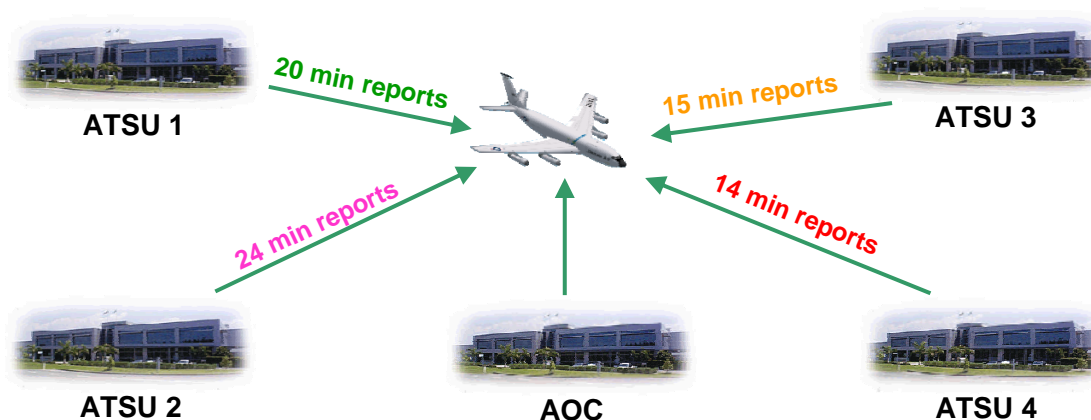 20 min reports
15 min reports
ATSU 1
ATSU 3
24 min reports
14 min reports
ATSU 2
AOC
ATSU 4